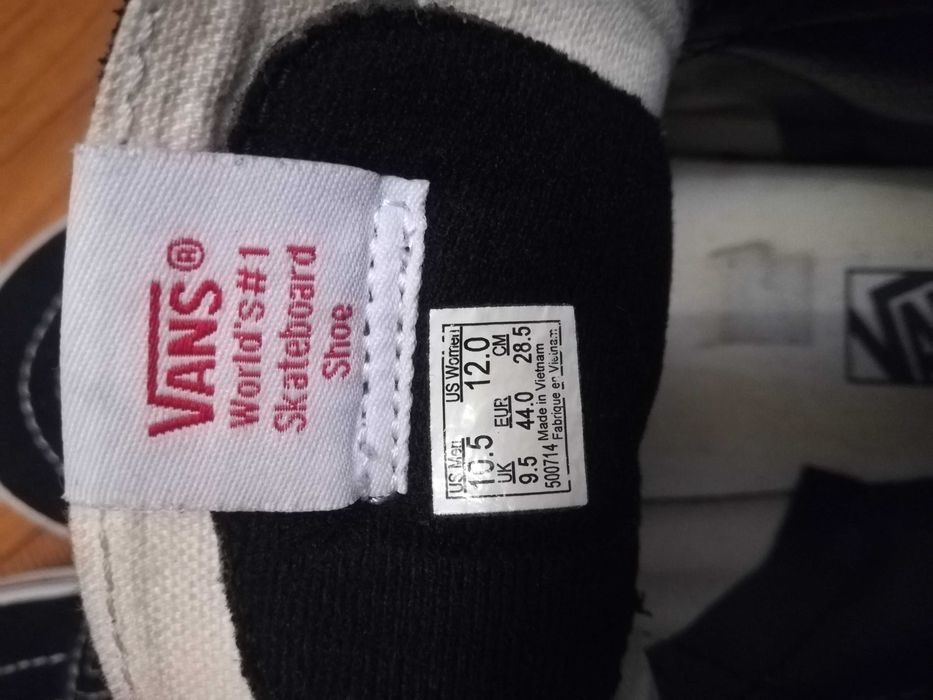 VANS®
World's#1
Skateboard
Shoe
US Men US Women
10.5 12.0
UK EUR CM
9.5 44.0 28.5
500714 Made in Vietnam
Fabrique en Vietnam